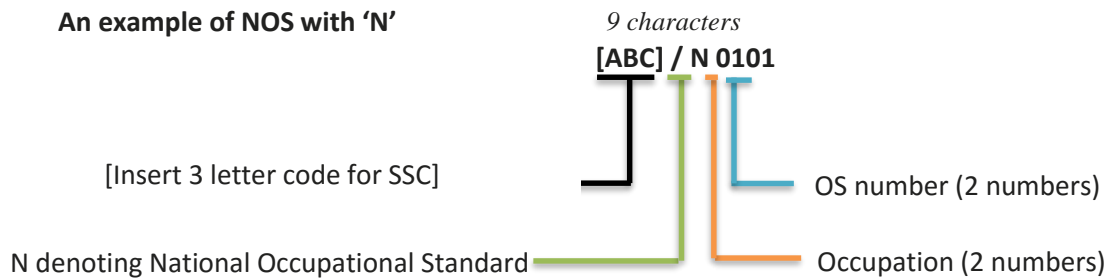 An example of NOS with ‘N’
9 characters
[ABC] / N 0101
[Insert 3 letter code for SSC]
OS number (2 numbers)
N denoting National Occupational Standard
Occupation (2 numbers)